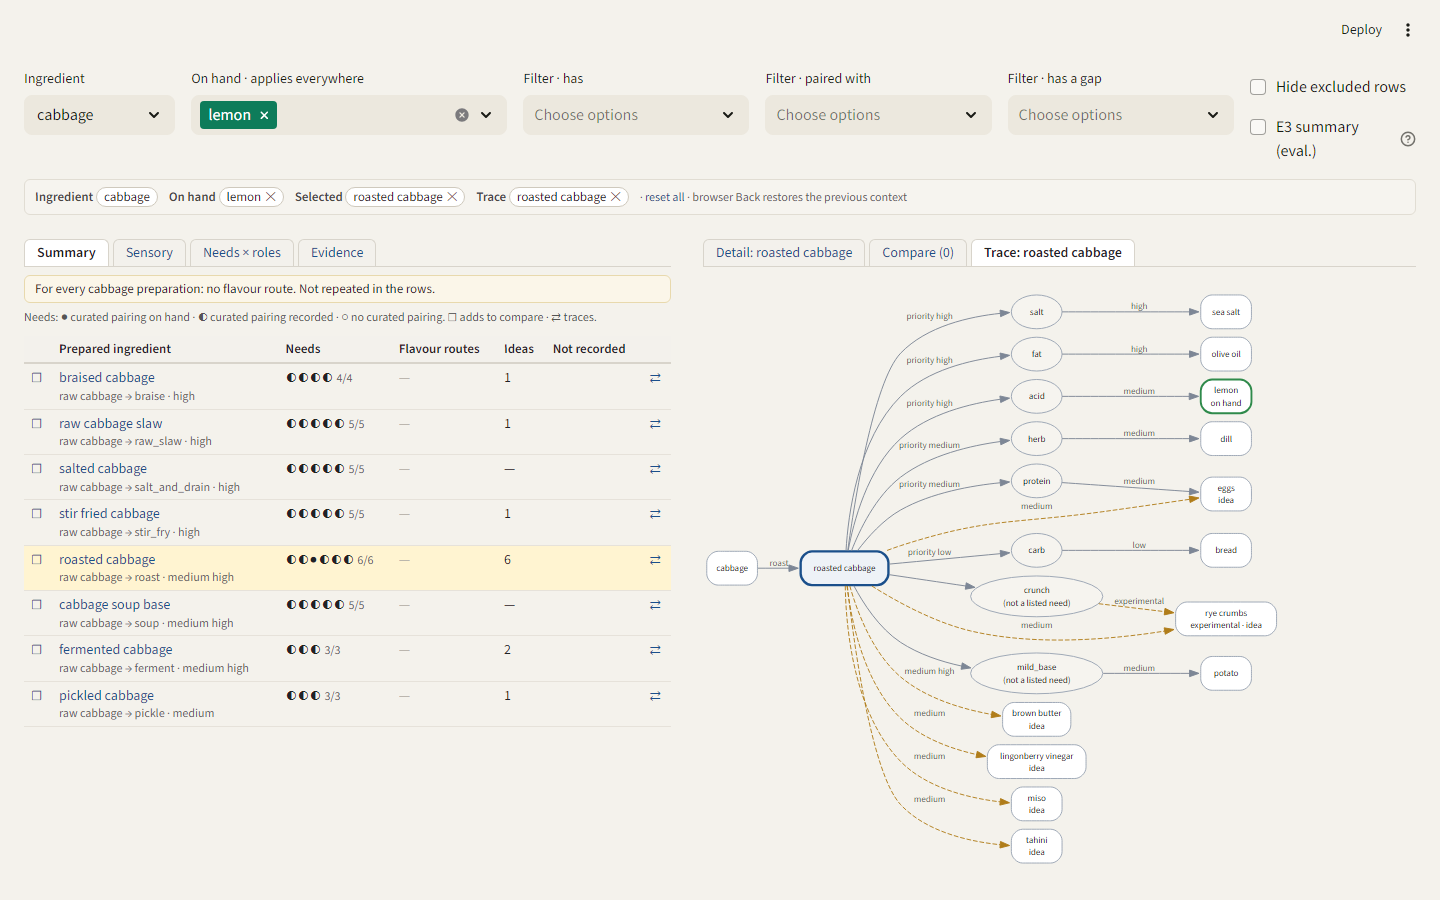 Deploy
Ingredient
On hand · applies everywhere
Filter · has
Filter · paired with
Filter · has a gap
cabbage
lemon ×
Choose options
Choose options
Choose options
Hide excluded rows
E3 summary
(eval.)
Ingredient cabbage On hand lemon × Selected roasted cabbage × Trace roasted cabbage × · reset all · browser Back restores the previous context
Summary
Sensory
Needs × roles
Evidence
For every cabbage preparation: no flavour route. Not repeated in the rows.
Needs: ● curated pairing on hand · ◐ curated pairing recorded · ○ no curated pairing. ❐ adds to compare · ⇄ traces.
Prepared ingredient Needs Flavour routes Ideas Not recorded
❐ braised cabbage ◐◐◐◐ 4/4 — 1 ⇄
raw cabbage → braise · high
❐ raw cabbage slaw ◐◐◐◐◐ 5/5 — 1 ⇄
raw cabbage → raw_slaw · high
❐ salted cabbage ◐◐◐◐◐ 5/5 — — ⇄
raw cabbage → salt_and_drain · high
❐ stir fried cabbage ◐◐◐◐◐ 5/5 — 1 ⇄
raw cabbage → stir_fry · high
❐ roasted cabbage ◐◐●◐◐◐ 6/6 — 6 ⇄
raw cabbage → roast · medium high
❐ cabbage soup base ◐◐◐◐◐ 5/5 — — ⇄
raw cabbage → soup · medium high
❐ fermented cabbage ◐◐◐ 3/3 — 2 ⇄
raw cabbage → ferment · medium high
❐ pickled cabbage ◐◐◐ 3/3 — 1 ⇄
raw cabbage → pickle · medium
Detail: roasted cabbage
Compare (0)
Trace: roasted cabbage
cabbage
roast
roasted cabbage
priority high
salt
high
sea salt
priority high
fat
high
olive oil
priority high
acid
medium
lemon
on hand
priority medium
herb
medium
dill
priority medium
protein
medium
eggs
idea
medium
priority low
carb
low
bread
crunch
(not a listed need)
experimental
rye crumbs
experimental · idea
medium
mild_base
(not a listed need)
medium
potato
medium high
brown butter
idea
medium
lingonberry vinegar
idea
medium
miso
idea
medium
tahini
idea